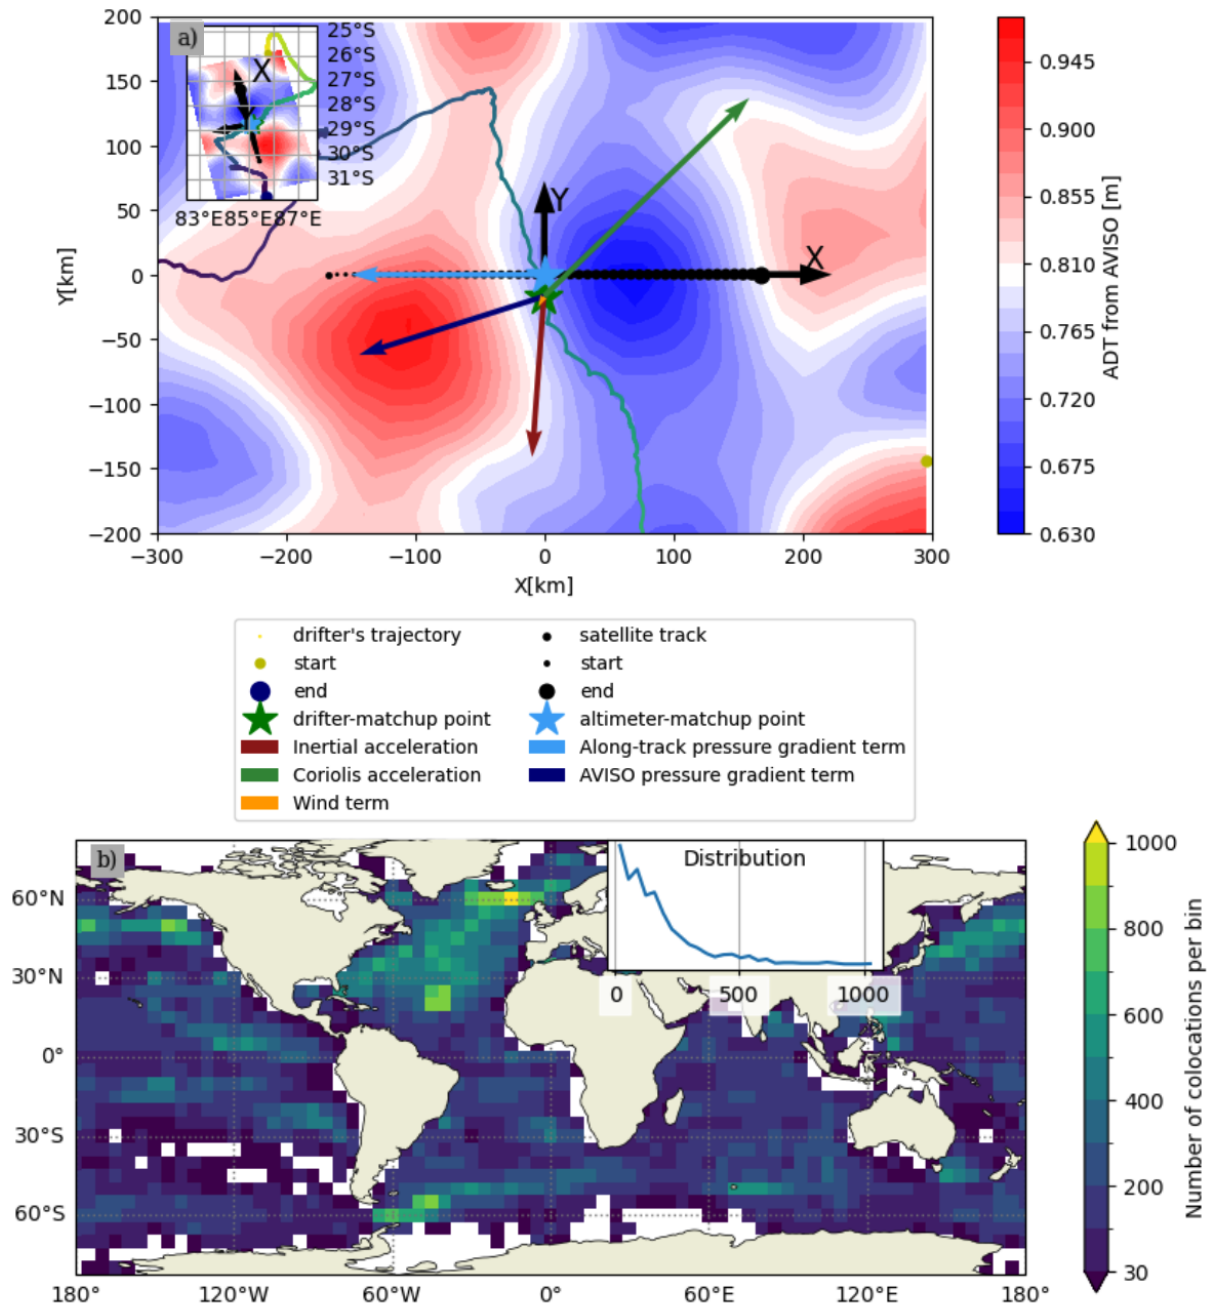 a)
X
Y
25°S
26°S
27°S
28°S
29°S
30°S
31°S
83°E 85°E 87°E
200
150
100
50
0
−50
−100
−150
−200
Y[km]
Y
X
−300 −200 −100 0 100 200 300
X[km]
0.945
0.900
0.855
0.810
0.765
0.720
0.675
0.630
ADT from AVISO [m]
drifter's trajectory
start
end
drifter-matchup point
Inertial acceleration
Coriolis acceleration
Wind term
satellite track
start
end
altimeter-matchup point
Along-track pressure gradient term
AVISO pressure gradient term
b)
Distribution
0 500 1000
60°N
30°N
0°
30°S
60°S
180° 120°W 60°W 0° 60°E 120°E 180°
1000
800
600
400
200
30
Number of colocations per bin